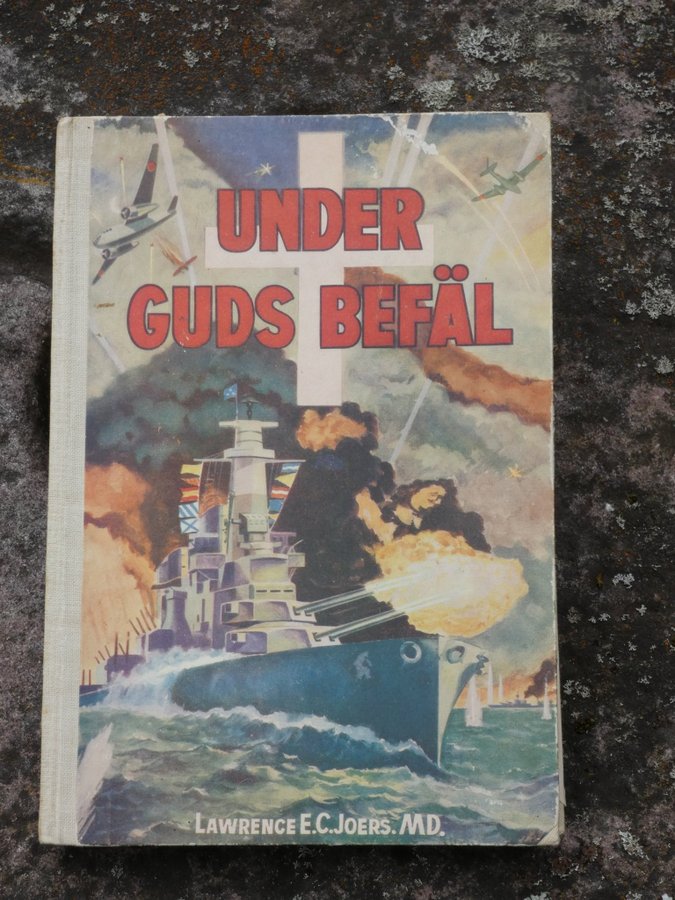 UNDER
GUDS BEFÄL
LAWRENCE E.C.JOERS. MD.